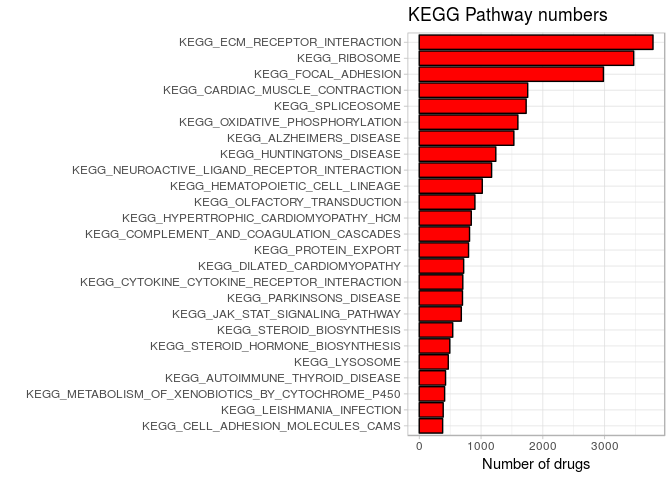 KEGG Pathway numbers
KEGG_ECM_RECEPTOR_INTERACTION
KEGG_RIBOSOME
KEGG_FOCAL_ADHESION
KEGG_CARDIAC_MUSCLE_CONTRACTION
KEGG_SPLICEOSOME
KEGG_OXIDATIVE_PHOSPHORYLATION
KEGG_ALZHEIMERS_DISEASE
KEGG_HUNTINGTONS_DISEASE
KEGG_NEUROACTIVE_LIGAND_RECEPTOR_INTERACTION
KEGG_HEMATOPOIETIC_CELL_LINEAGE
KEGG_OLFACTORY_TRANSDUCTION
KEGG_HYPERTROPHIC_CARDIOMYOPATHY_HCM
KEGG_COMPLEMENT_AND_COAGULATION_CASCADES
KEGG_PROTEIN_EXPORT
KEGG_DILATED_CARDIOMYOPATHY
KEGG_CYTOKINE_CYTOKINE_RECEPTOR_INTERACTION
KEGG_PARKINSONS_DISEASE
KEGG_JAK_STAT_SIGNALING_PATHWAY
KEGG_STEROID_BIOSYNTHESIS
KEGG_STEROID_HORMONE_BIOSYNTHESIS
KEGG_LYSOSOME
KEGG_AUTOIMMUNE_THYROID_DISEASE
KEGG_METABOLISM_OF_XENOBIOTICS_BY_CYTOCHROME_P450
KEGG_LEISHMANIA_INFECTION
KEGG_CELL_ADHESION_MOLECULES_CAMS
0 1000 2000 3000
Number of drugs